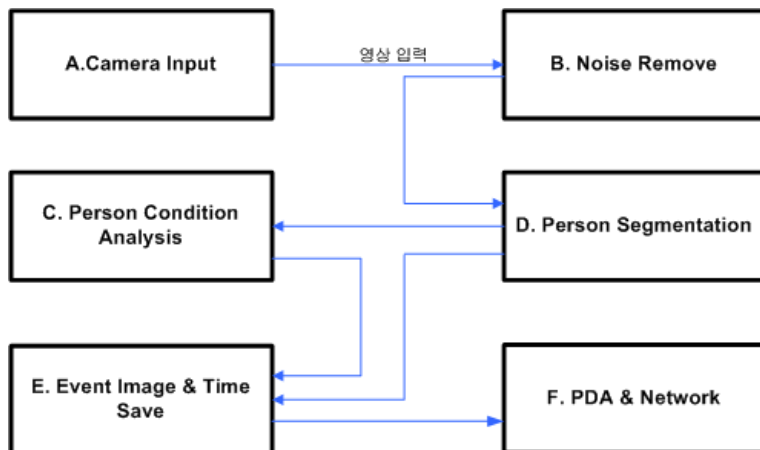 A.Camera Input
영상 입력
B. Noise Remove
C. Person Condition
Analysis
D. Person Segmentation
E. Event Image & Time
Save
F. PDA & Network